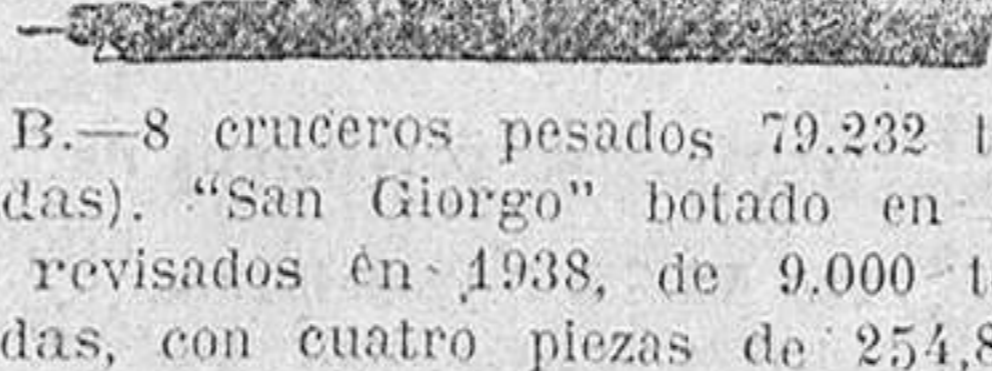 B.—8 cruceros pesados 79.232 t
das). “San Giorgo” botado en
revisados en 1938, de 9.000 t
das, con cuatro piezas de 254,8